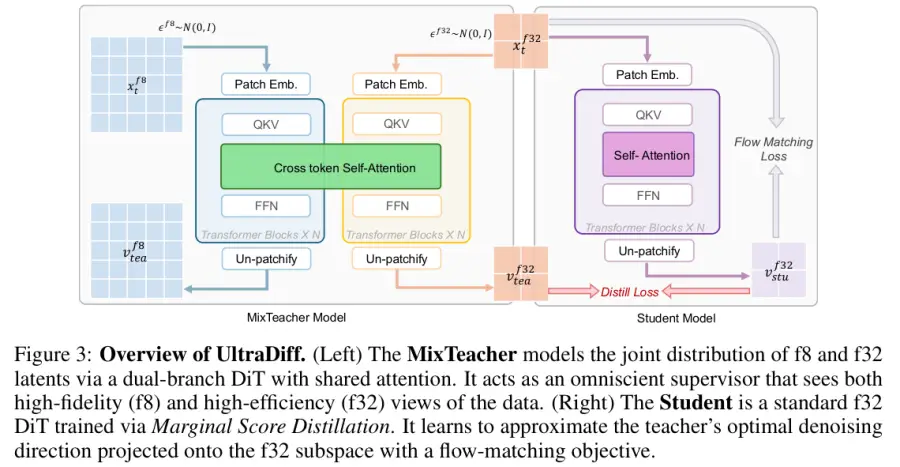 ϵ^{f8}~N(0, I)
ϵ^{f32}~N(0, I)
x_t^{f8}
x_t^{f32}
Patch Emb.
Patch Emb.
Patch Emb.
QKV
QKV
QKV
Cross token Self-Attention
Self- Attention
Flow Matching
Loss
FFN
FFN
FFN
Transformer Blocks X N
Transformer Blocks X N
Transformer Blocks X N
v_{tea}^{f8}
Un-patchify
Un-patchify
v_{tea}^{f32}
Un-patchify
v_{stu}^{f32}
Distill Loss
MixTeacher Model
Student Model
Figure 3: Overview of UltraDiff. (Left) The MixTeacher models the joint distribution of f8 and f32
latents via a dual-branch DiT with shared attention. It acts as an omniscient supervisor that sees both
high-fidelity (f8) and high-efficiency (f32) views of the data. (Right) The Student is a standard f32
DiT trained via Marginal Score Distillation. It learns to approximate the teacher's optimal denoising
direction projected onto the f32 subspace with a flow-matching objective.